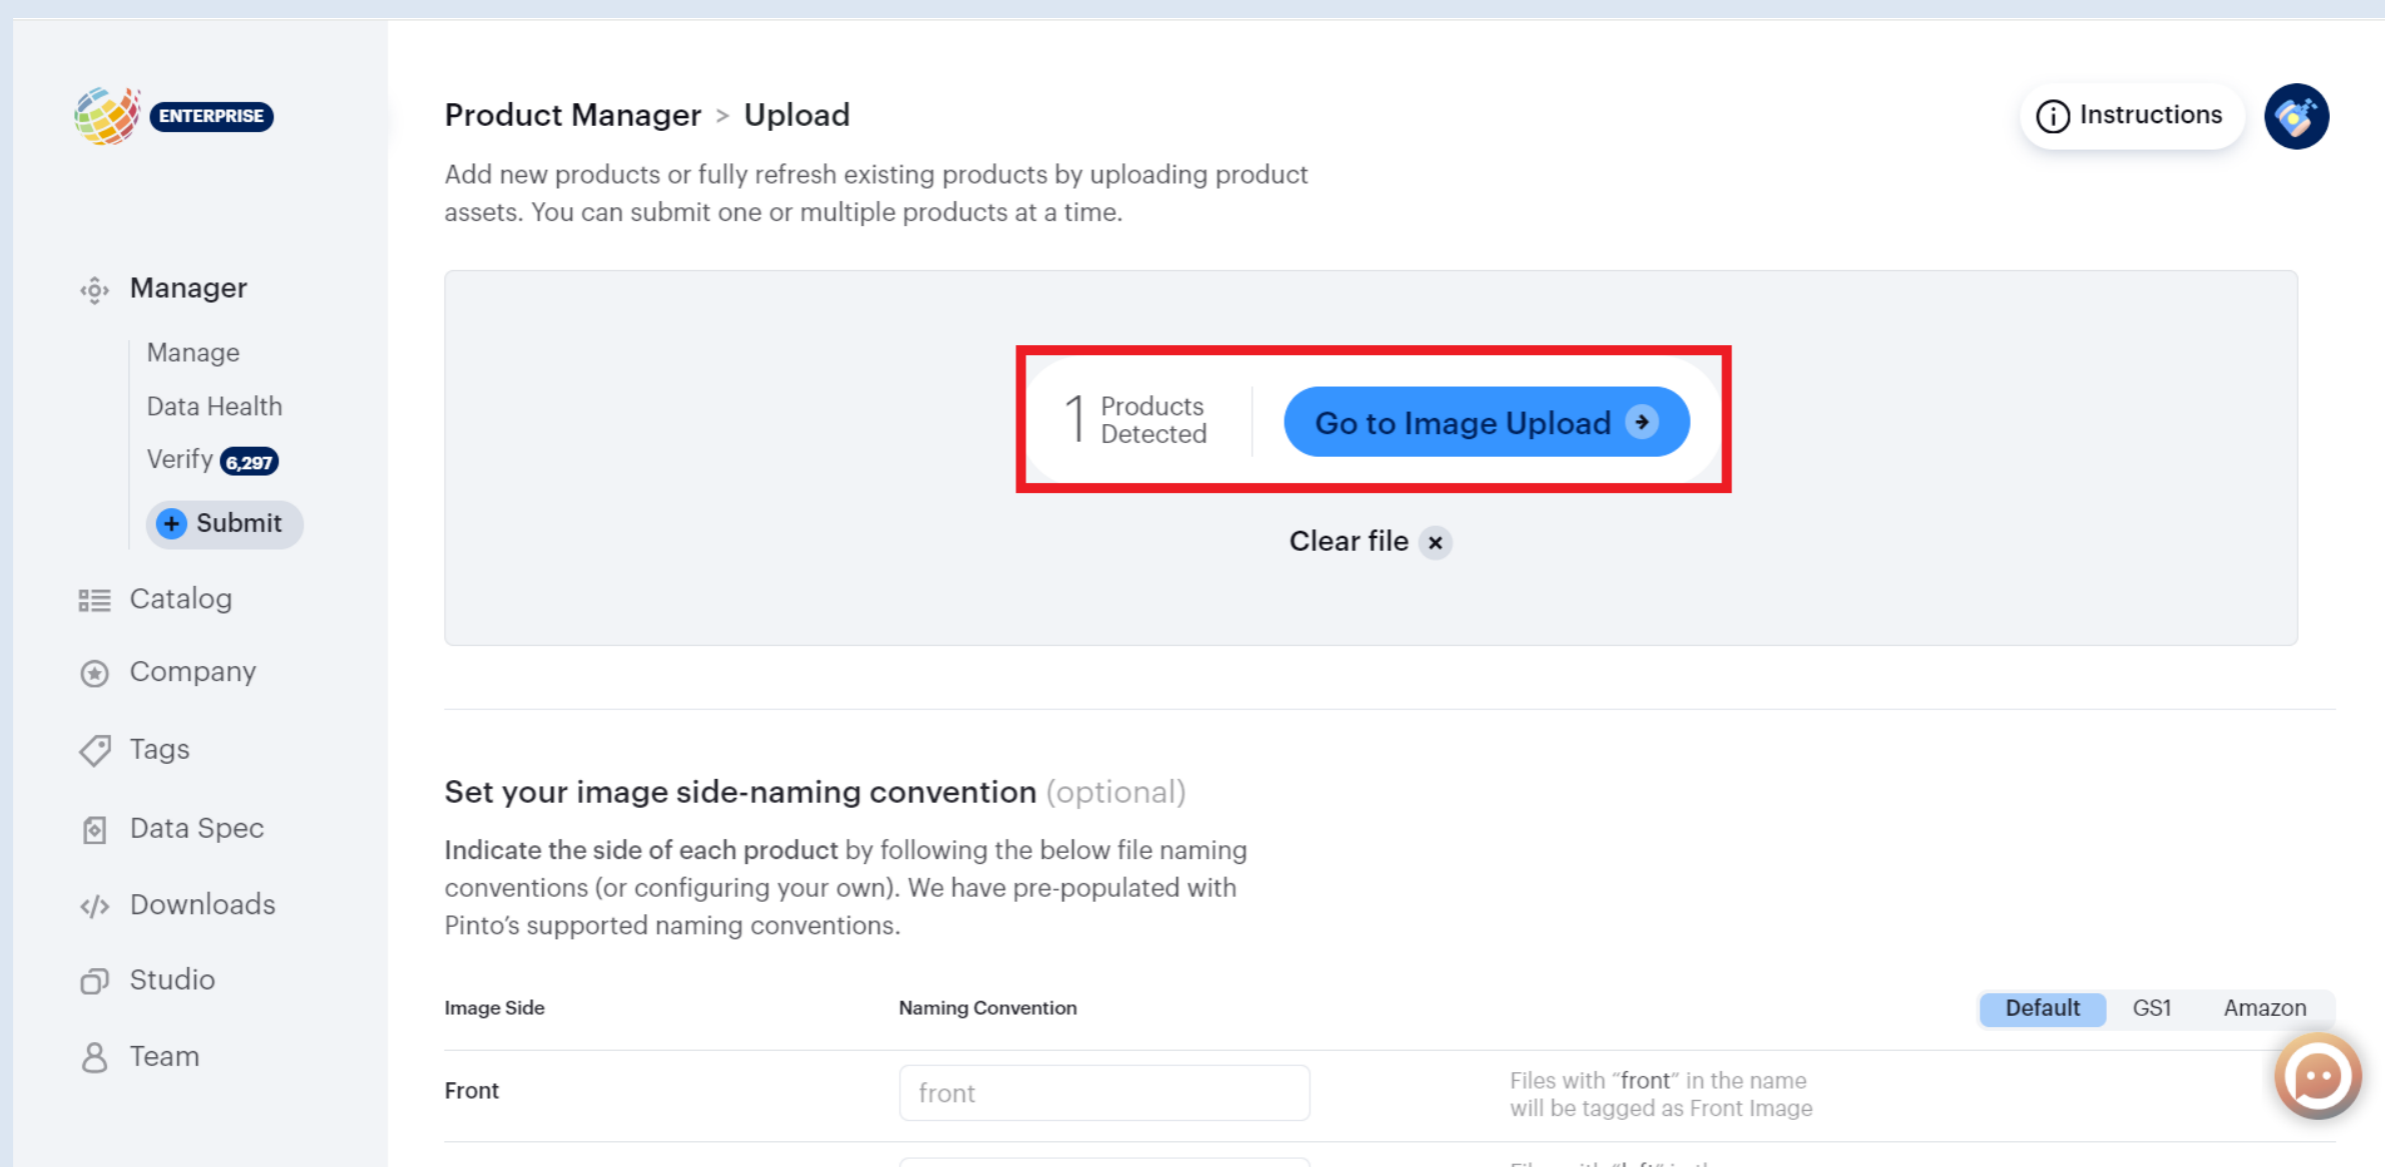 ENTERPRISE
Product Manager > Upload
Instructions
Add new products or fully refresh existing products by uploading product
assets. You can submit one or multiple products at a time.
Manager
Manage
Data Health
Verify 6,297
Submit
Catalog
Company
Tags
Data Spec
Downloads
Studio
Team
1 Products
Detected
Go to Image Upload
Clear file
Set your image side-naming convention (optional)
Indicate the side of each product by following the below file naming
conventions (or configuring your own). We have pre-populated with
Pinto’s supported naming conventions.
Image Side
Naming Convention
Default
GS1
Amazon
Front
front
Files with “front” in the name
will be tagged as Front Image